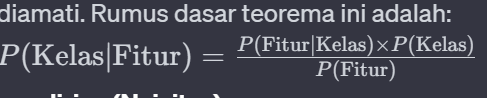 diamati. Rumus dasar teorema ini adalah:
P(Kelas|Fitur) = P(Fitur|Kelas)×P(Kelas) / P(Fitur)